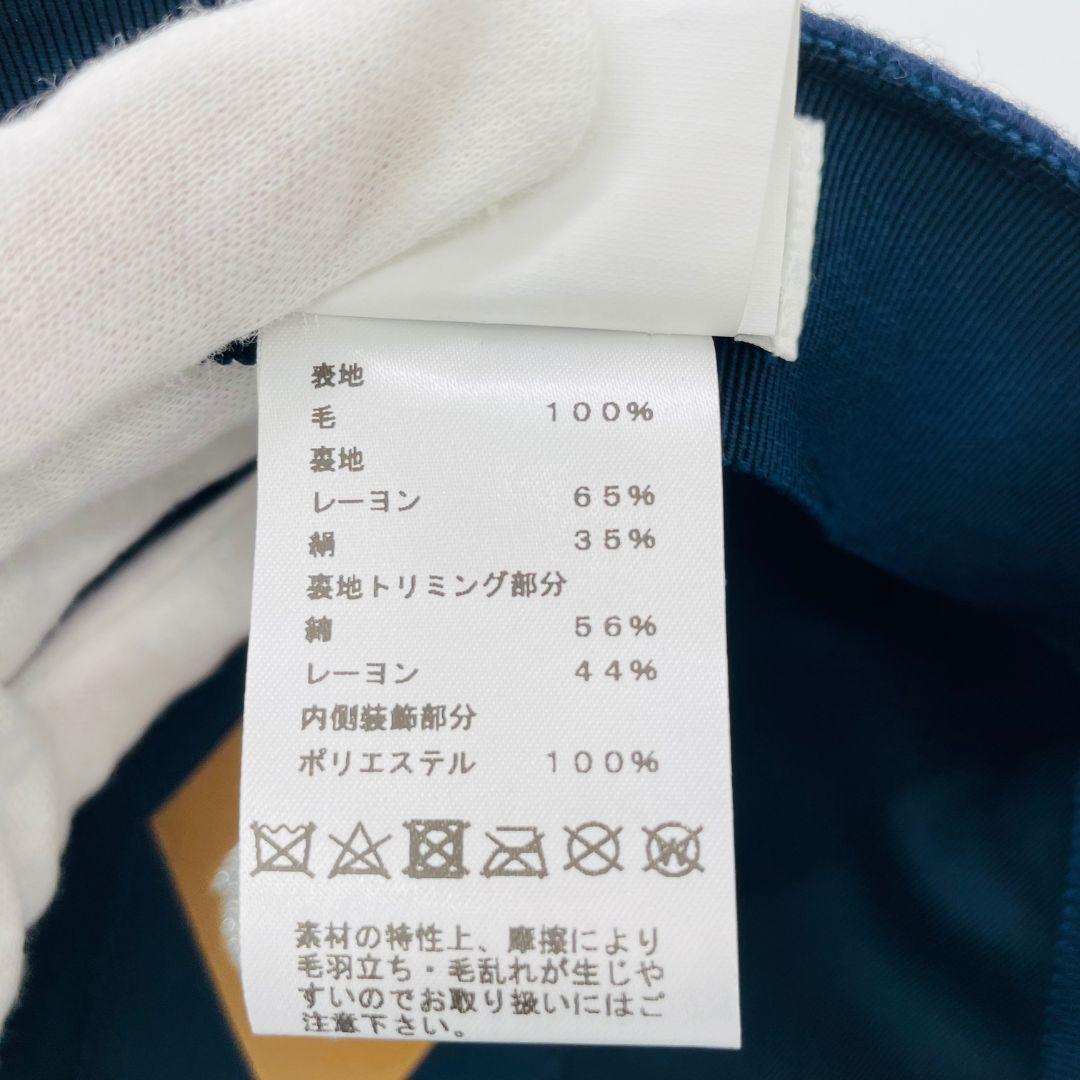 表地
毛 100%
裏地
レーヨン 65%
絹 35%
裏地トリミング部分
綿 56%
レーヨン 44%
内側装飾部分
ポリエステル 100%
W
素材の特性上、摩擦により
毛羽立ち・毛乱れが生じや
すいのでお取り扱いにはご
注意下さい。